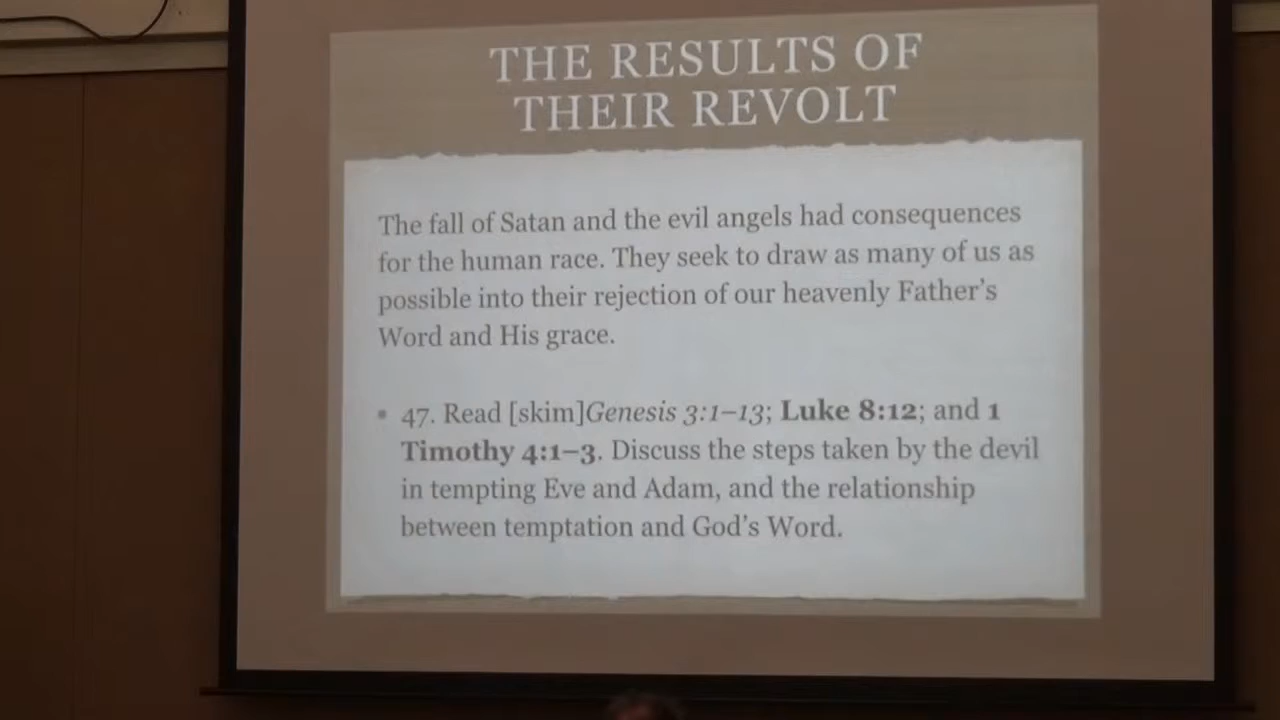 THE RESULTS OF
THEIR REVOLT
The fall of Satan and the evil angels had consequences
for the human race. They seek to draw as many of us as
possible into their rejection of our heavenly Father’s
Word and His grace.
▪ 47. Read [skim]Genesis 3:1–13; Luke 8:12; and 1
Timothy 4:1–3. Discuss the steps taken by the devil
in tempting Eve and Adam, and the relationship
between temptation and God’s Word.